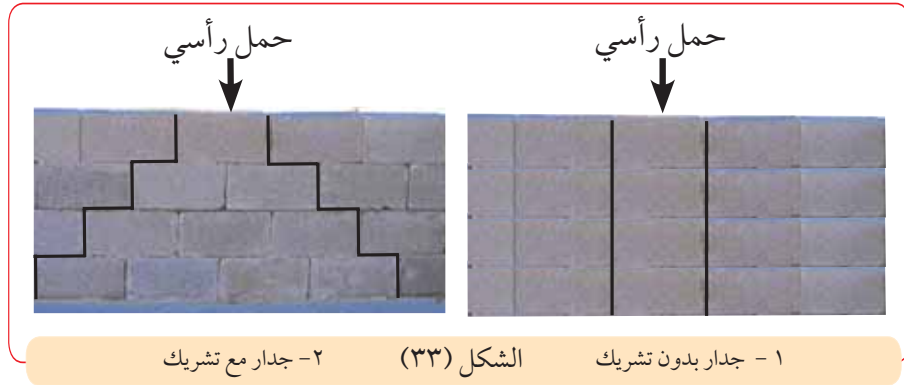 حمل رأسي
حمل رأسي
١ - جدار بدون تشريك الشكل (٣٣) ٢- جدار مع تشريك